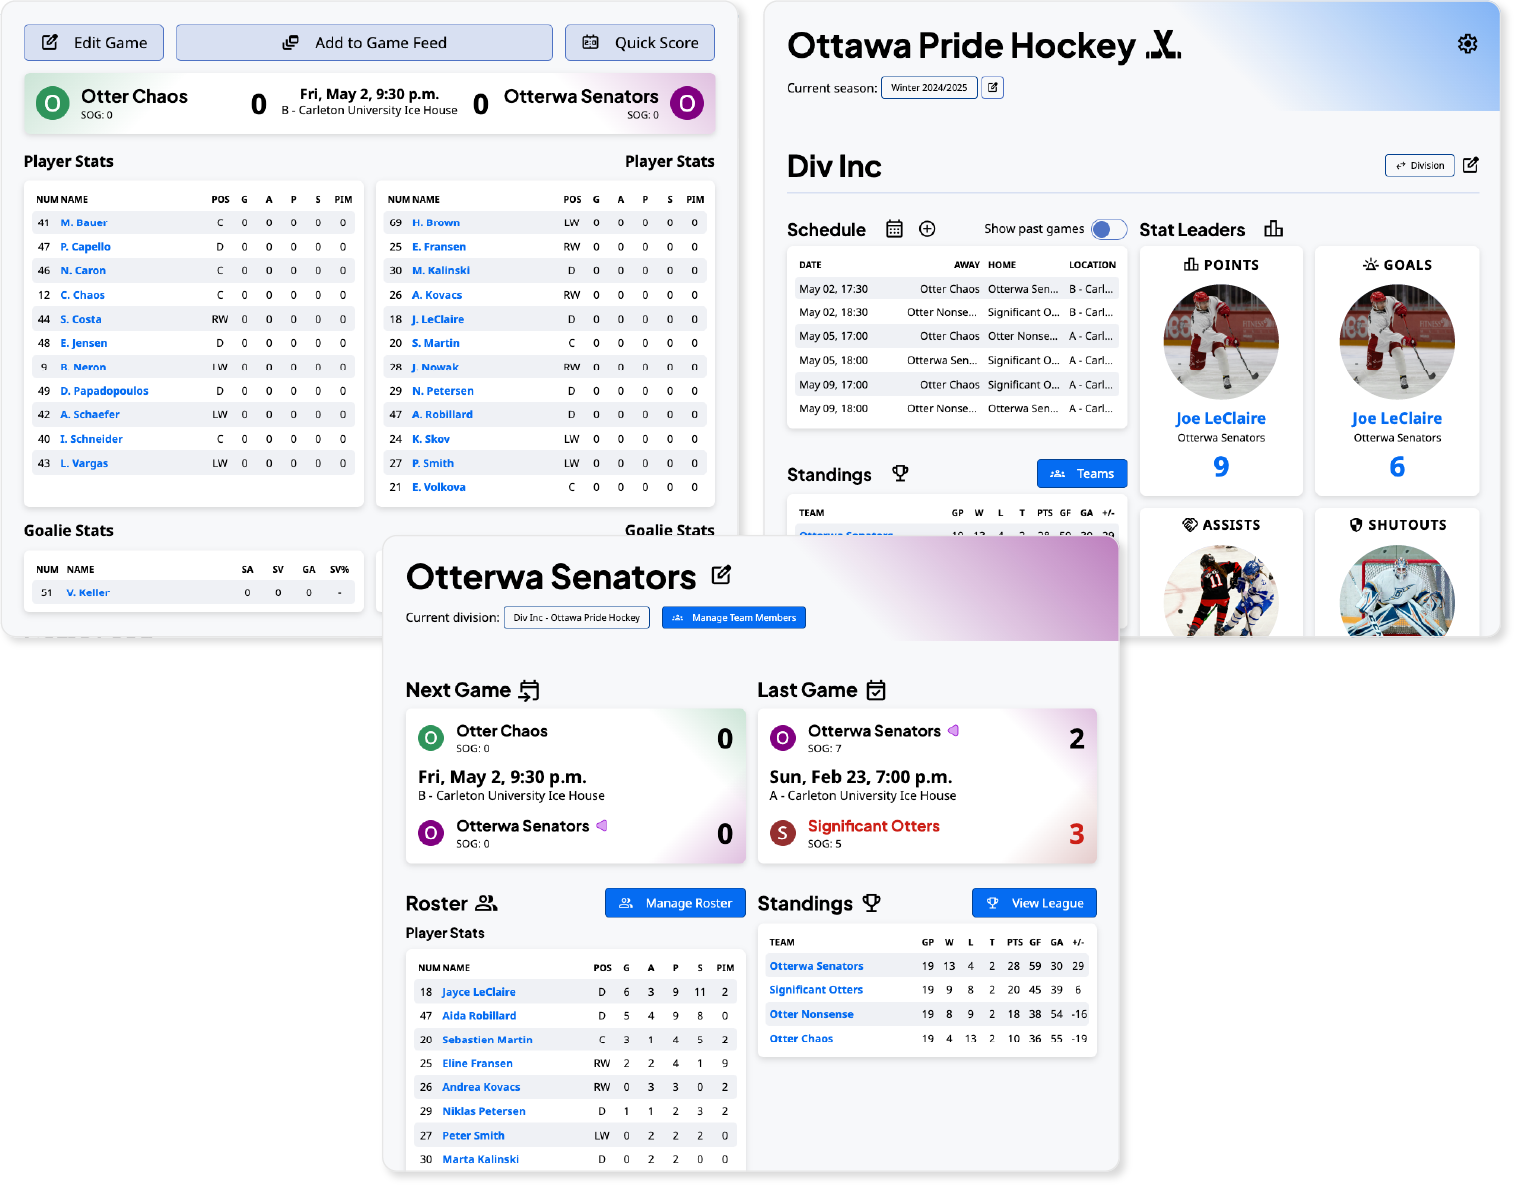 Edit Game
Add to Game Feed
Quick Score
O Otter Chaos
SOG: 0
0
Fri, May 2, 9:30 p.m.
B - Carleton University Ice House
0
Otterwa Senators O
SOG: 0
Player Stats
NUM NAME POS G A P S PIM
41 M. Bauer C 0 0 0 0 0
47 P. Capello D 0 0 0 0 0
46 N. Caron C 0 0 0 0 0
12 C. Chaos C 0 0 0 0 0
44 S. Costa RW 0 0 0 0 0
48 E. Jensen D 0 0 0 0 0
9 B. Neron LW 0 0 0 0 0
49 D. Papadopoulos D 0 0 0 0 0
42 A. Schaefer LW 0 0 0 0 0
40 I. Schneider C 0 0 0 0 0
43 L. Vargas LW 0 0 0 0 0
Player Stats
NUM NAME POS G A P S PIM
69 H. Brown LW 0 0 0 0 0
25 E. Fransen RW 0 0 0 0 0
30 M. Kalinski D 0 0 0 0 0
26 A. Kovacs RW 0 0 0 0 0
18 J. LeClaire D 0 0 0 0 0
20 S. Martin C 0 0 0 0 0
28 J. Nowak RW 0 0 0 0 0
29 N. Petersen D 0 0 0 0 0
47 A. Robillard D 0 0 0 0 0
24 K. Skov LW 0 0 0 0 0
27 P. Smith LW 0 0 0 0 0
21 E. Volkova C 0 0 0 0 0
Goalie Stats
NUM NAME SA SV GA SV%
51 V. Keller 0 0 0 -
Goalie Stats
Ottawa Pride Hockey
Current season: Winter 2024/2025
Div Inc
Division
Schedule
Show past games
DATE AWAY HOME LOCATION
May 02, 17:30 Otter Chaos Otterwa Sen... B - Carl...
May 02, 18:30 Otter Nonse... Significant O... B - Carl...
May 05, 17:00 Otter Chaos Otter Nonse... A - Carl...
May 05, 18:00 Otterwa Sen... Significant O... A - Carl...
May 09, 17:00 Otter Chaos Significant O... A - Carl...
May 09, 18:00 Otter Nonse... Otterwa Sen... A - Carl...
Standings
Teams
TEAM GP W L T PTS GF GA +/-
Otterwa Senators 19 13 4 2 28 59 30 29
Stat Leaders
POINTS
Joe LeClaire
Otterwa Senators
9
GOALS
Joe LeClaire
Otterwa Senators
6
ASSISTS
11
SHUTOUTS
Otterwa Senators
Current division: Div Inc - Ottawa Pride Hockey
Manage Team Members
Next Game
O Otter Chaos 0
SOG: 0
Fri, May 2, 9:30 p.m.
B - Carleton University Ice House
O Otterwa Senators 0
SOG: 0
Last Game
O Otterwa Senators 2
SOG: 7
Sun, Feb 23, 7:00 p.m.
A - Carleton University Ice House
S Significant Otters 3
SOG: 5
Roster
Manage Roster
Player Stats
NUM NAME POS G A P S PIM
18 Jayce LeClaire D 6 3 9 11 2
47 Aida Robillard D 5 4 9 8 0
20 Sebastien Martin C 3 1 4 5 2
25 Eline Fransen RW 2 2 4 1 9
26 Andrea Kovacs RW 0 3 3 0 2
29 Niklas Petersen D 1 1 2 3 2
27 Peter Smith LW 0 2 2 2 0
30 Marta Kalinski D 0 2 2 0 0
Standings
View League
TEAM GP W L T PTS GF GA +/-
Otterwa Senators 19 13 4 2 28 59 30 29
Significant Otters 19 9 8 2 20 45 39 6
Otter Nonsense 19 8 9 2 18 38 54 -16
Otter Chaos 19 4 13 2 10 36 55 -19